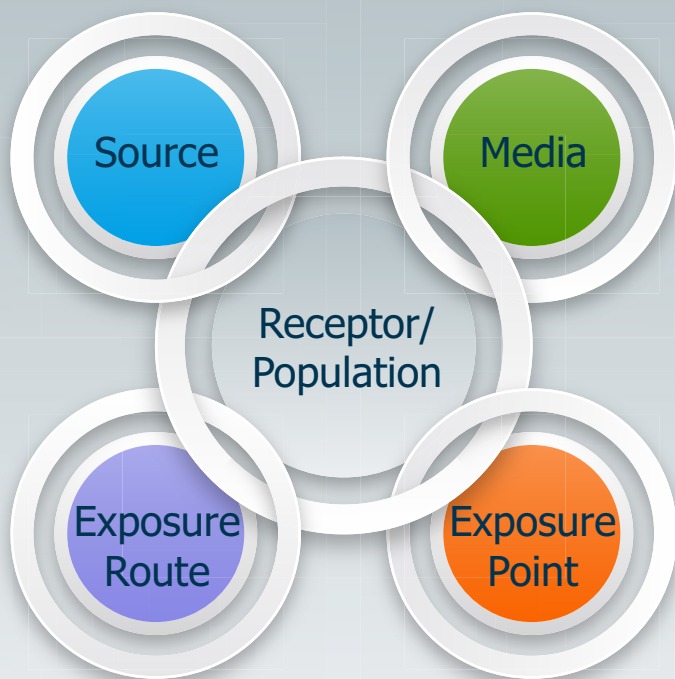 Source
Media
Receptor/
Population
Exposure
Route
Exposure
Point